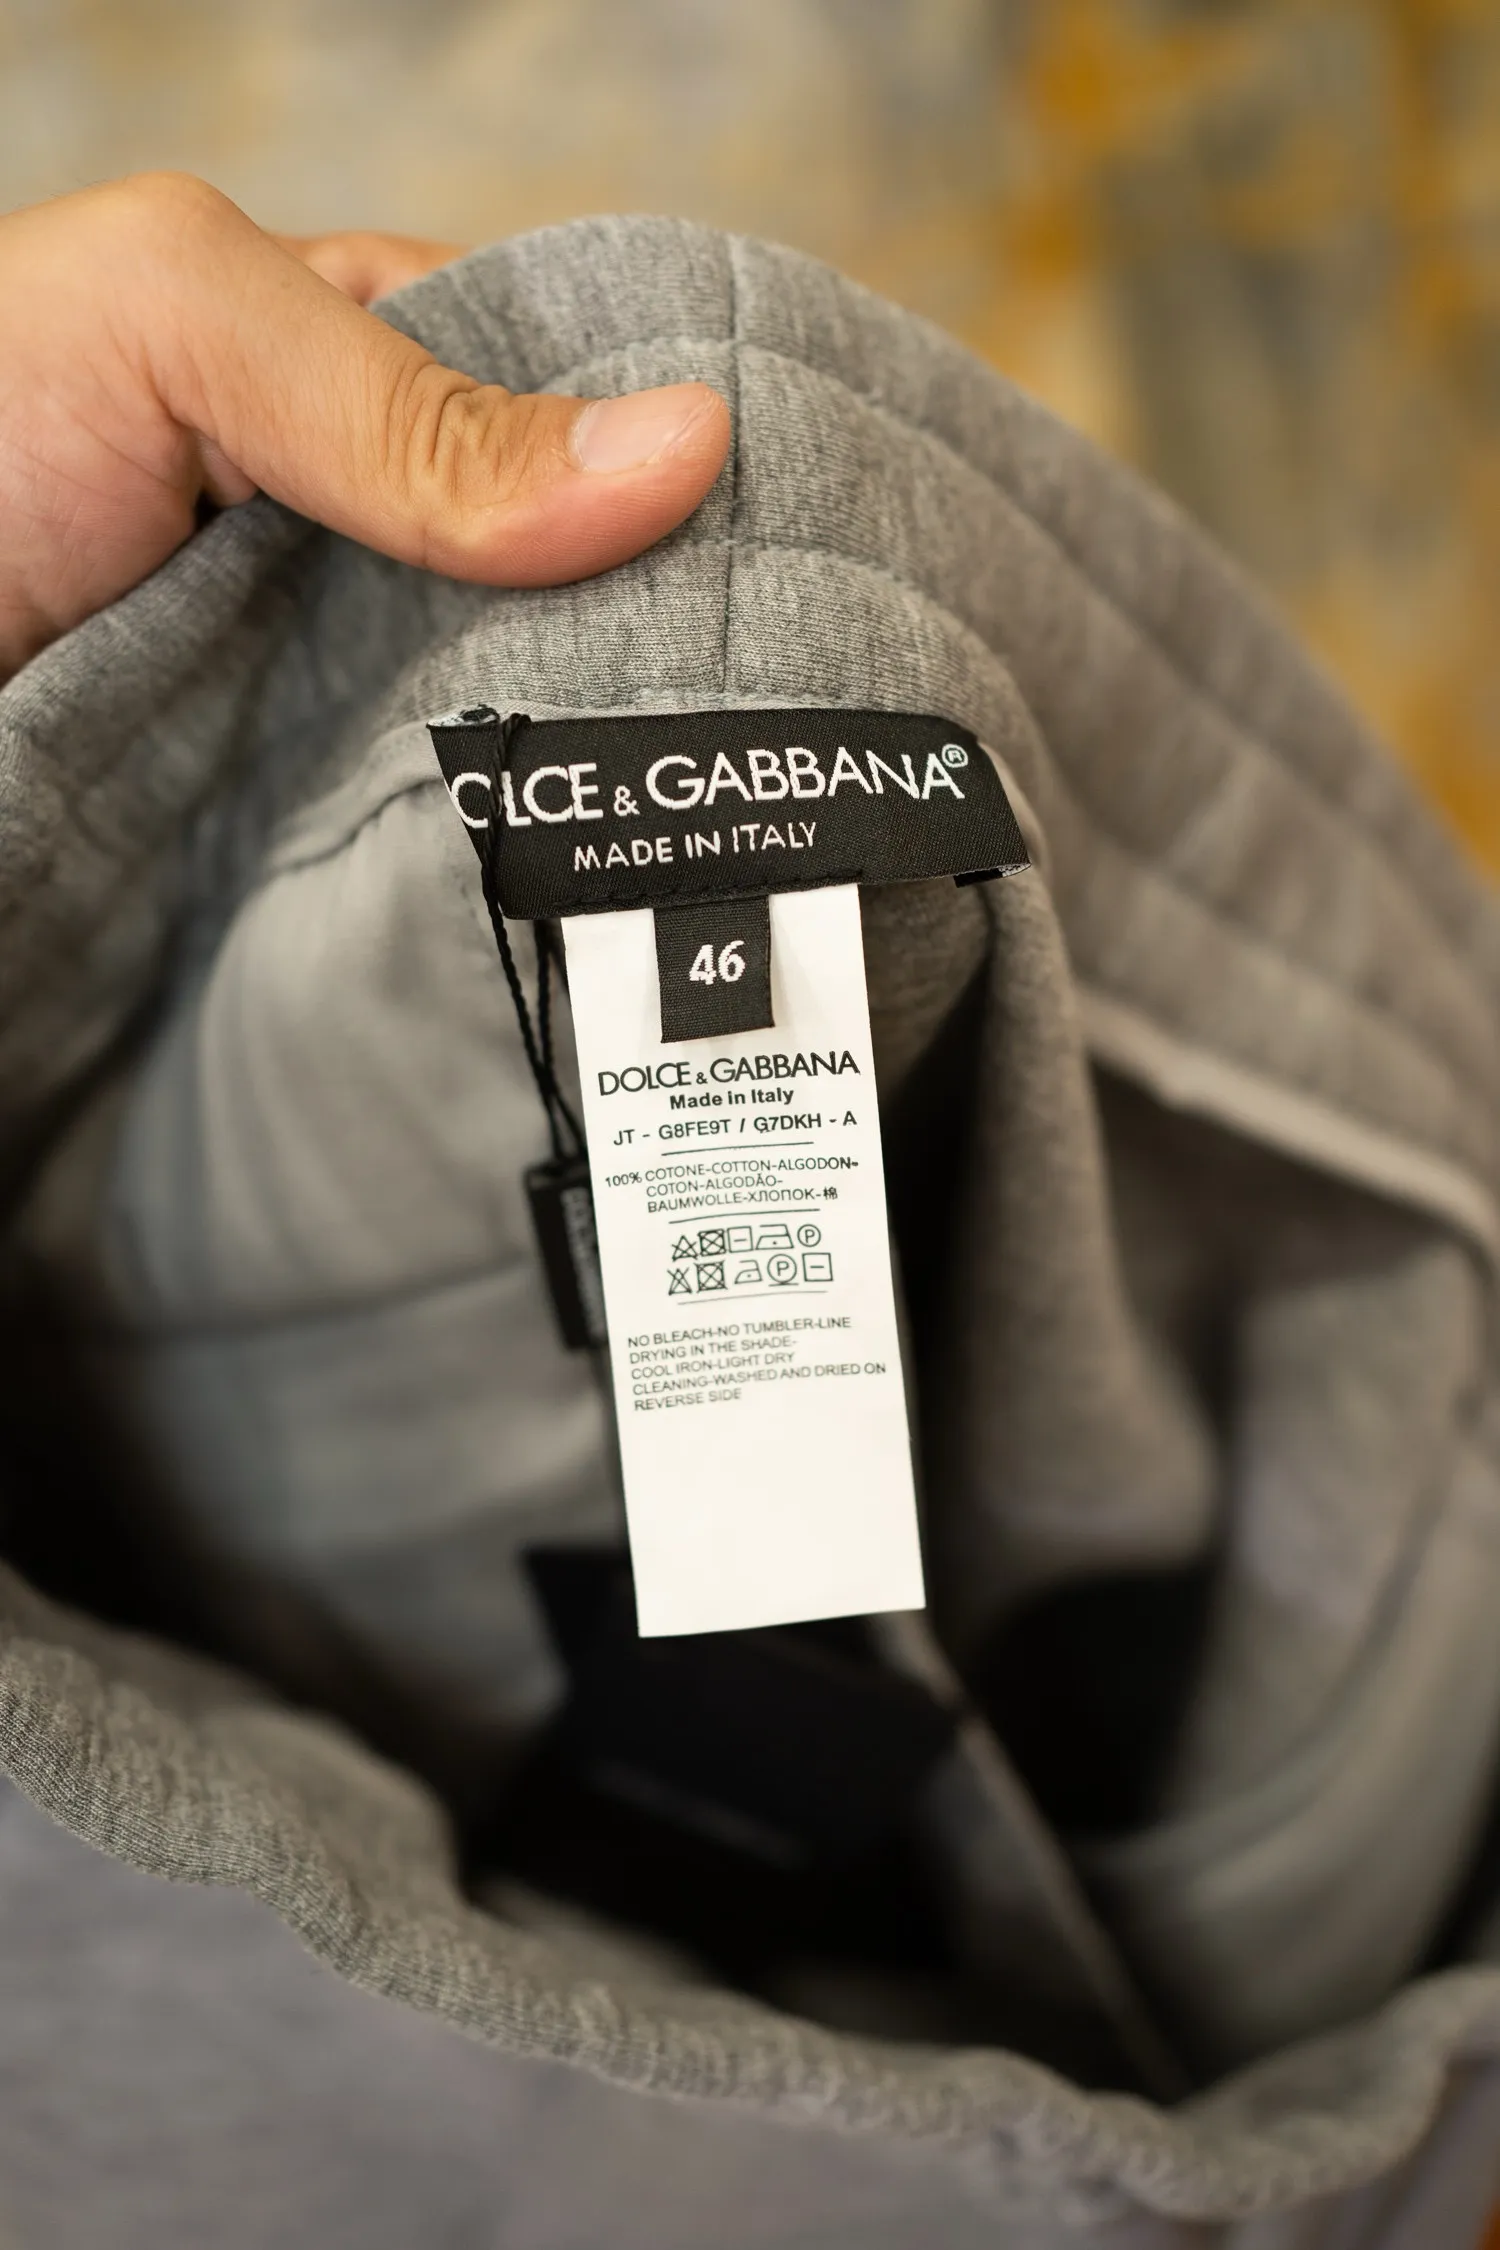 DOLCE & GABBANA®
MADE IN ITALY
46
DOLCE & GABBANA
Made in Italy
JT - G8FE9T / G7DKH - A
100% COTONE-COTTON-ALGODON-
COTON-ALGODÃO-
BAUMWOLLE-ХЛОПОК-棉
P
P
NO BLEACH-NO TUMBLER-LINE
DRYING IN THE SHADE-
COOL IRON-LIGHT DRY
CLEANING-WASHED AND DRIED ON
REVERSE SIDE